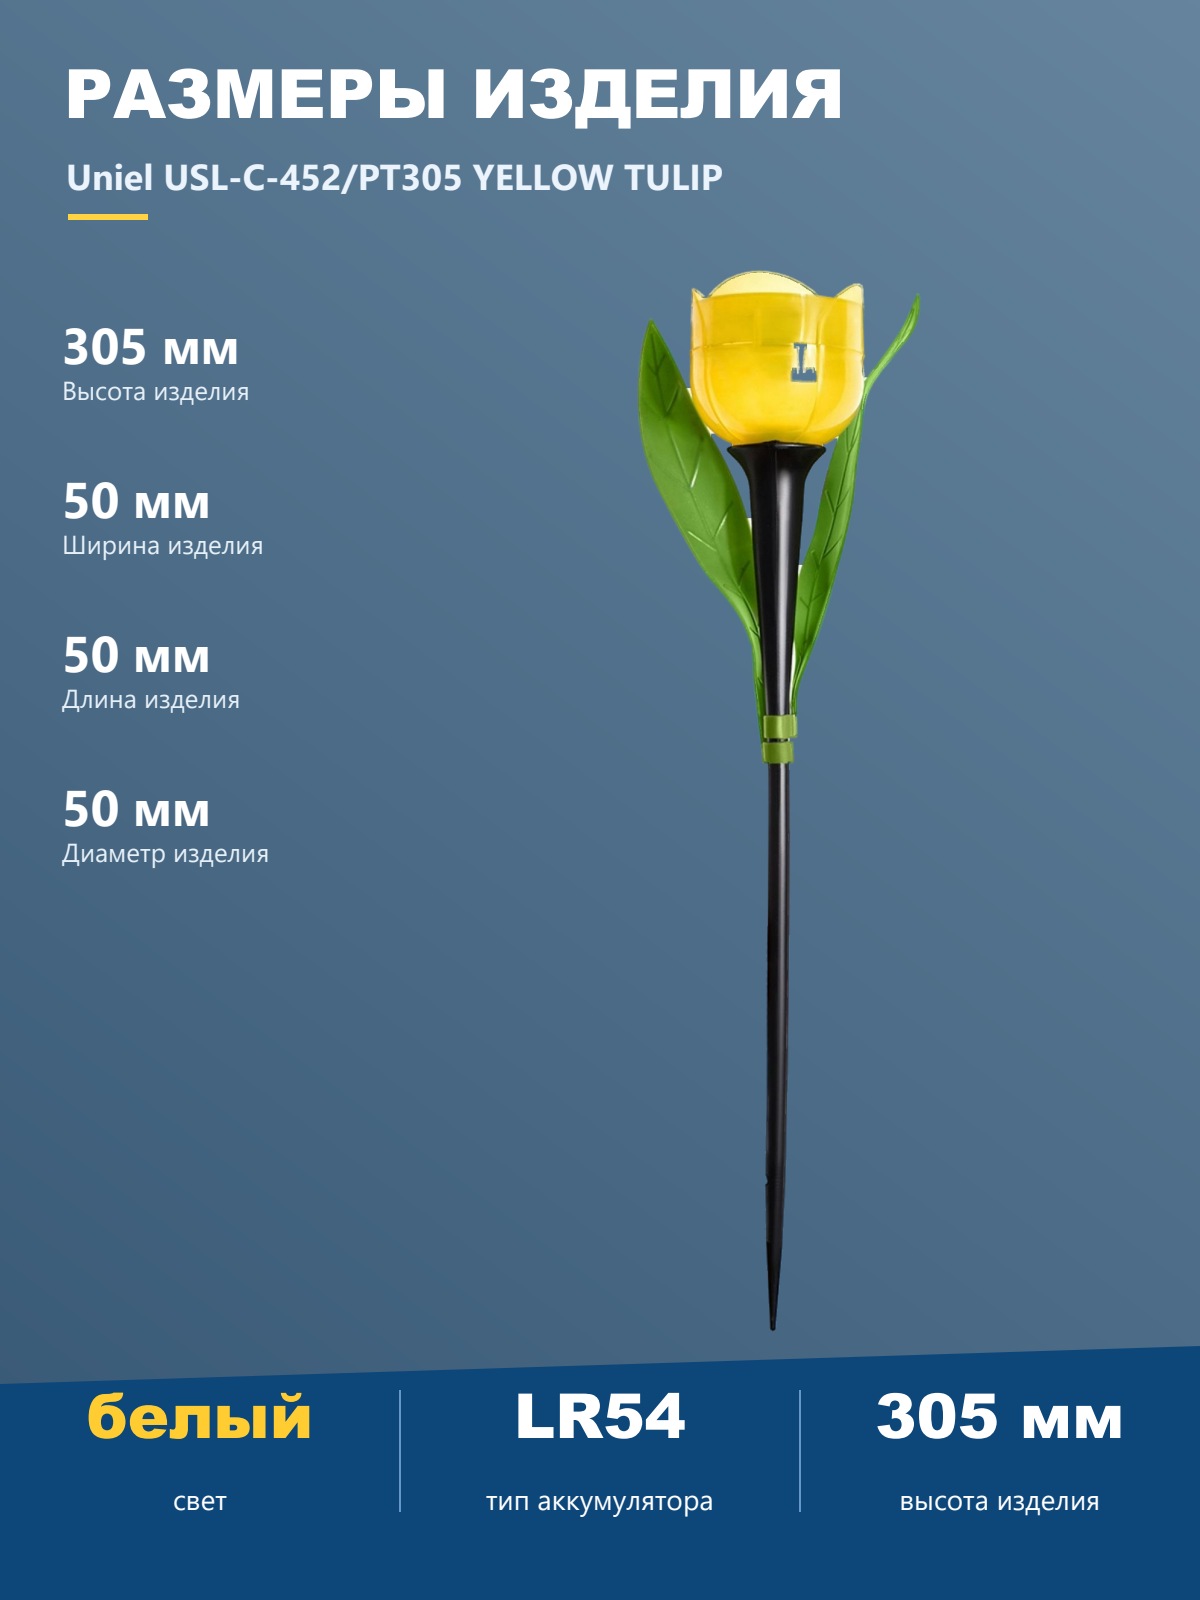 РАЗМЕРЫ ИЗДЕЛИЯ
Uniel USL-C-452/PT305 YELLOW TULIP
305 мм
Высота изделия
50 мм
Ширина изделия
50 мм
Длина изделия
50 мм
Диаметр изделия
белый
свет
LR54
тип аккумулятора
305 мм
высота изделия